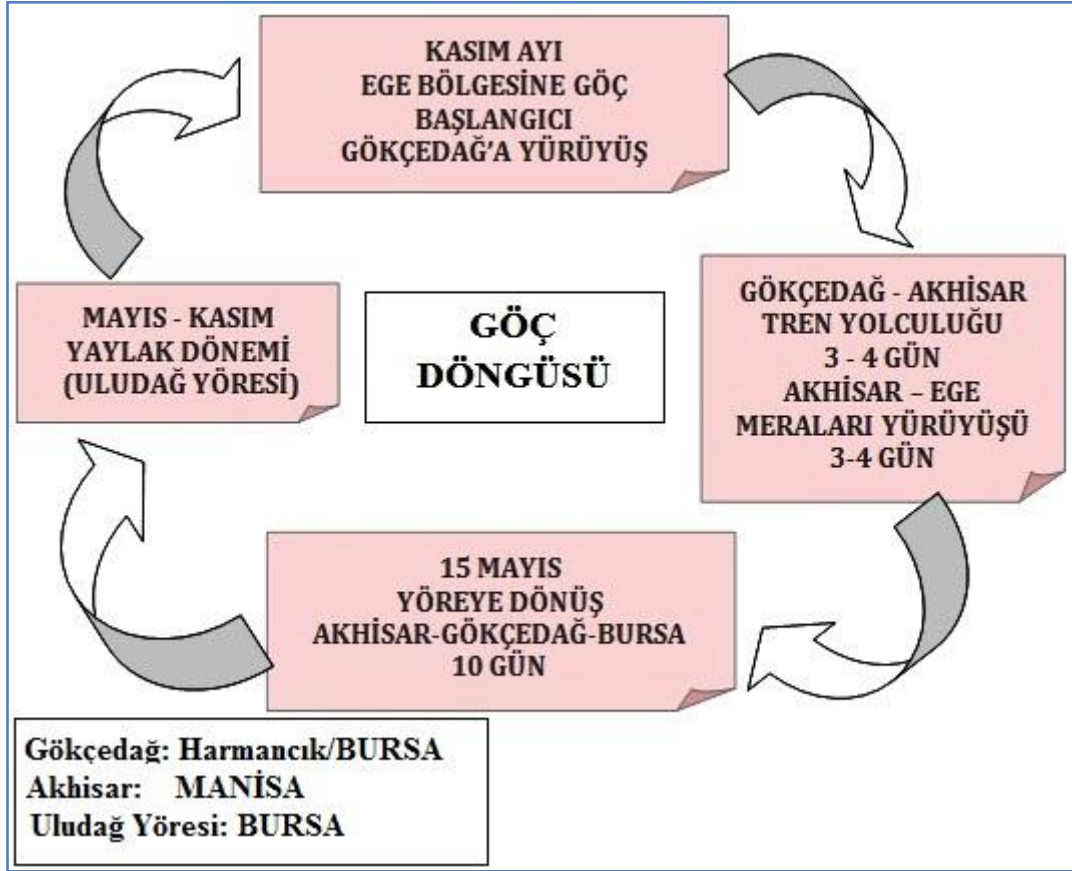 KASIM AYI
EGE BÖLGESİNE GÖÇ
BAŞLANGICI
GÖKÇEDAĞ'A YÜRÜYÜŞ
GÖKÇEDAĞ - AKHİSAR
TREN YOLCULUĞU
3 - 4 GÜN
AKHİSAR – EGE
MERALARI YÜRÜYÜŞÜ
3-4 GÜN
15 MAYIS
YÖREYE DÖNÜŞ
AKHİSAR-GÖKÇEDAĞ-BURSA
10 GÜN
MAYIS - KASIM
YAYLAK DÖNEMİ
(ULUDAĞ YÖRESİ)
GÖÇ
DÖNGÜSÜ
Gökçedağ: Harmancık/BURSA
Akhisar: MANİSA
Uludağ Yöresi: BURSA